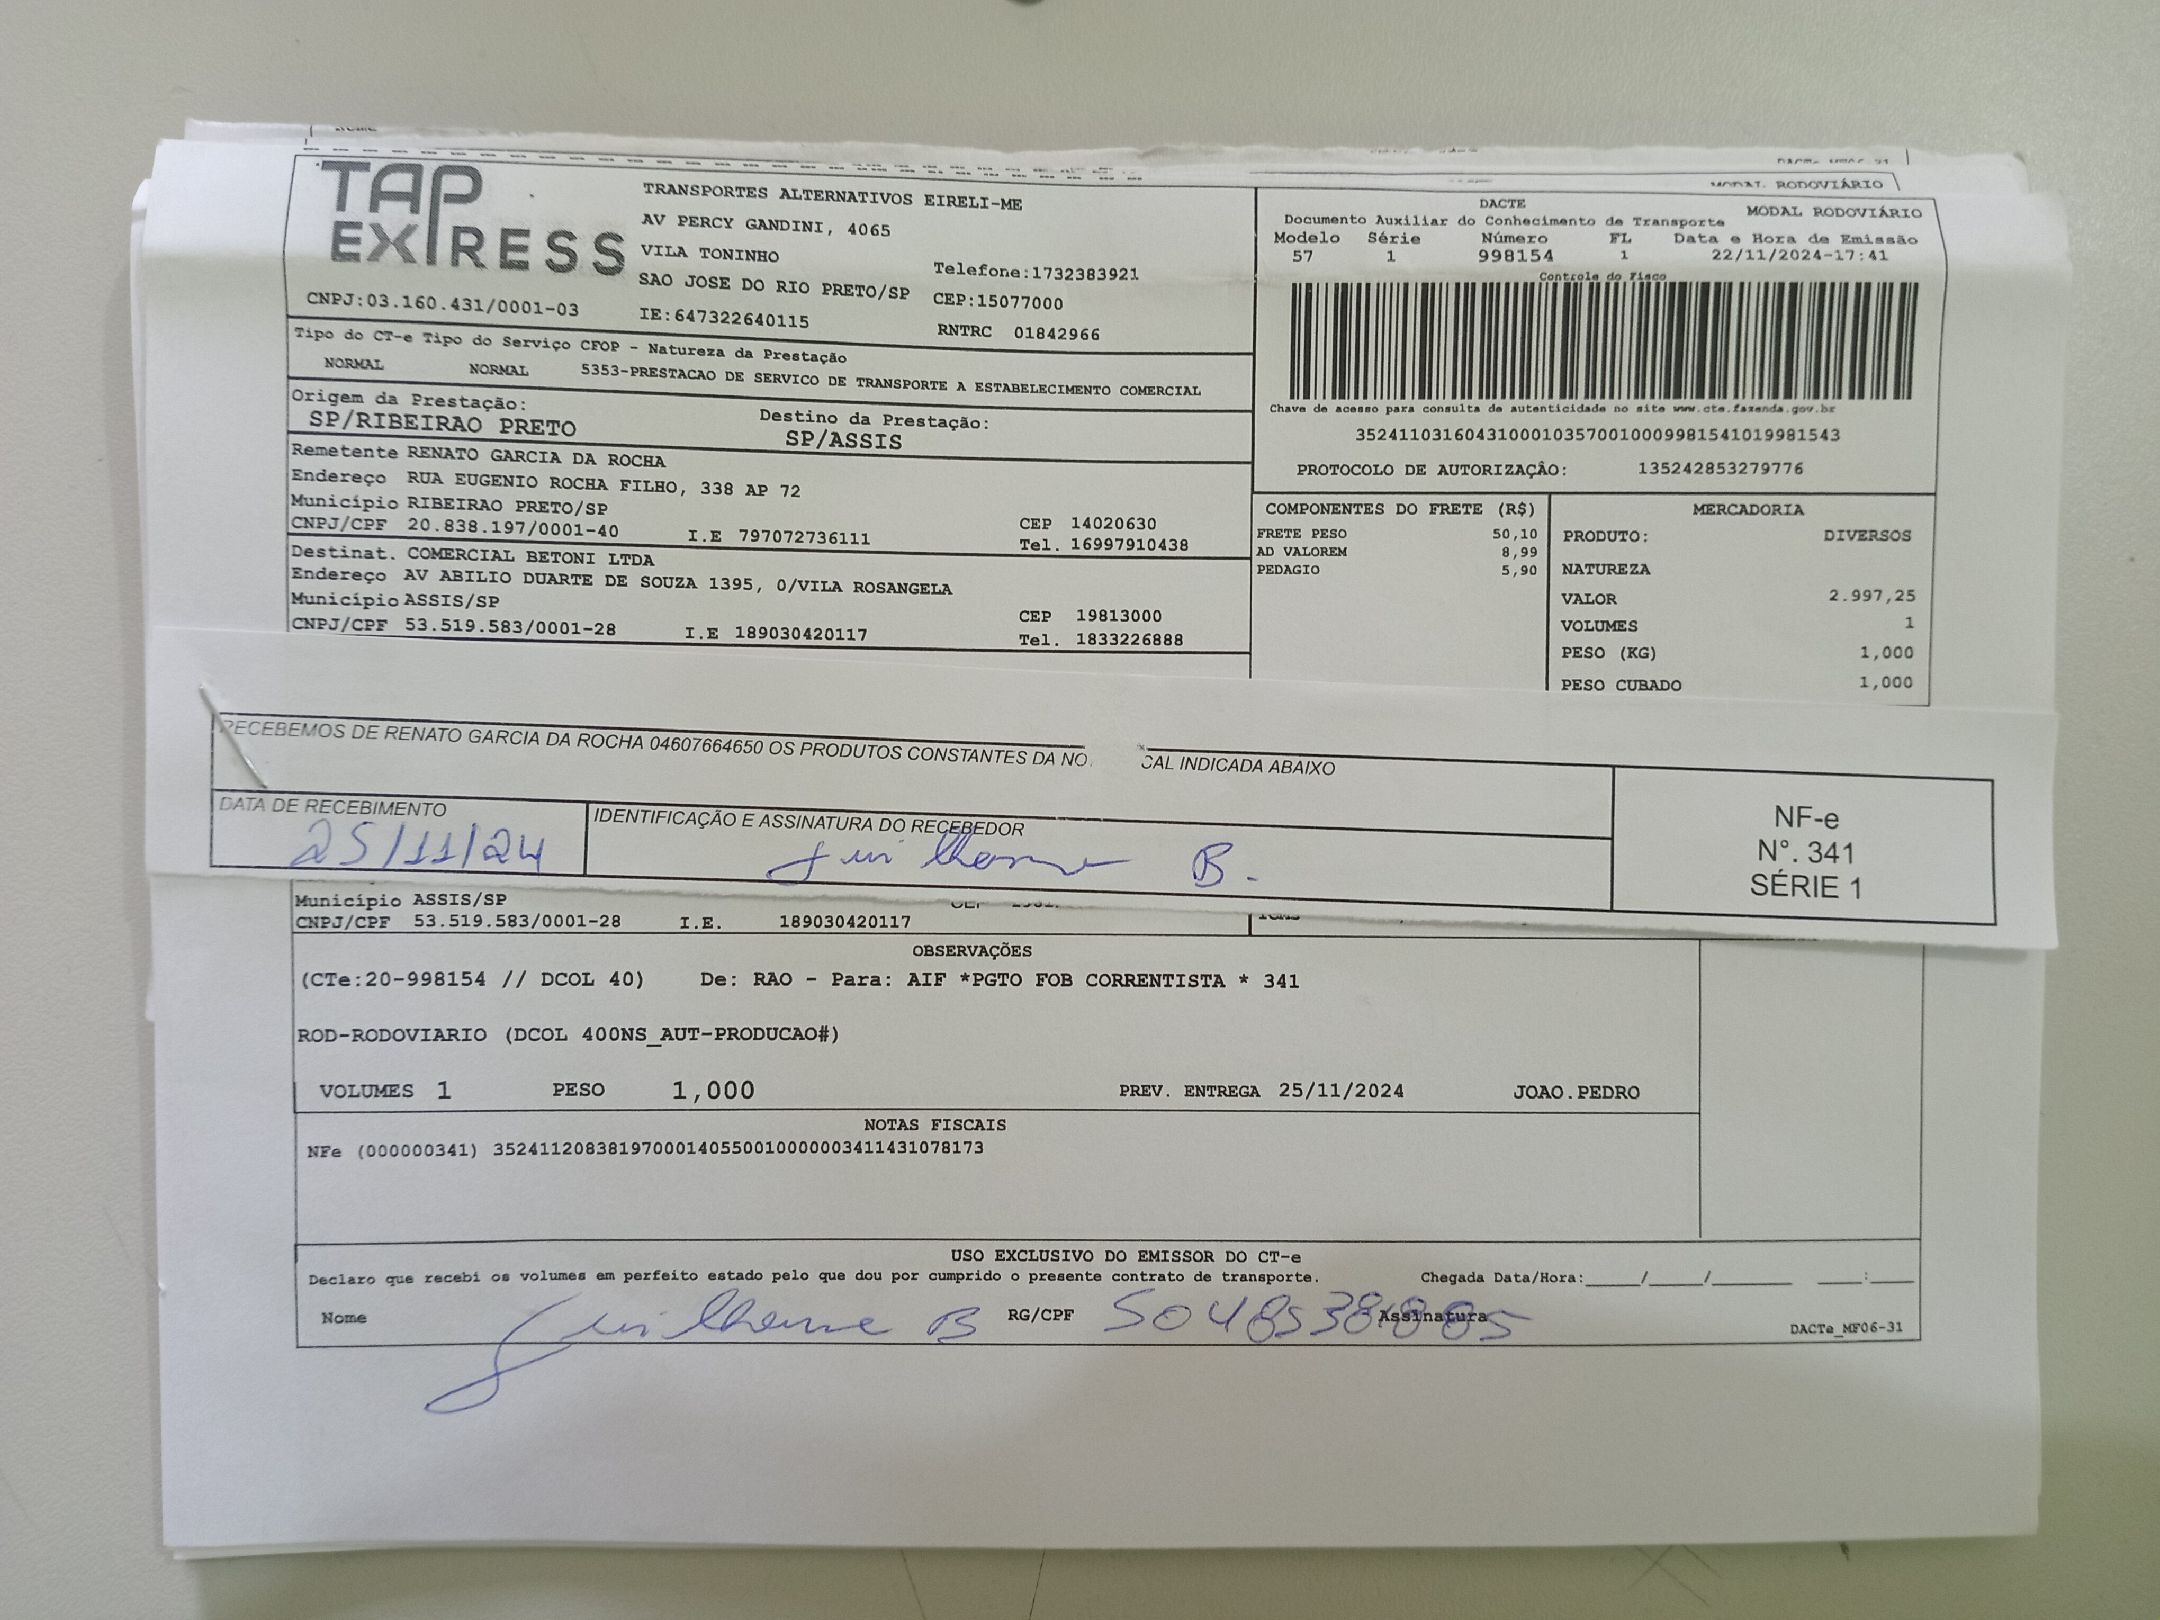 TAP EXPRESS
TRANSPORTES ALTERNATIVOS EIRELI-ME
AV PERCY GANDINI, 4065
VILA TONINHO
Telefone:1732383921
SAO JOSE DO RIO PRETO/SP CEP:15077000
CNPJ:03.160.431/0001-03 IE:647322640115 RNTRC 01842966
MODAL RODOVIÁRIO
DACTE
Documento Auxiliar do Conhecimento de Transporte MODAL RODOVIÁRIO
Modelo Série Número FL Data e Hora de Emissão
57 1 998154 1 22/11/2024-17:41
Controle do Fisco
Chave de acesso para consulta de autenticidade no site www.cte.fazenda.gov.br
35241103160431000103570010009981541019981543
PROTOCOLO DE AUTORIZAÇÂO: 135242853279776
Tipo do CT-e Tipo do Serviço CFOP - Natureza da Prestação
NORMAL NORMAL 5353-PRESTACAO DE SERVICO DE TRANSPORTE A ESTABELECIMENTO COMERCIAL
Origem da Prestação: Destino da Prestação:
SP/RIBEIRAO PRETO SP/ASSIS
Remetente RENATO GARCIA DA ROCHA
Endereço RUA EUGENIO ROCHA FILHO, 338 AP 72
Município RIBEIRAO PRETO/SP CEP 14020630
CNPJ/CPF 20.838.197/0001-40 I.E 797072736111 Tel. 16997910438
Destinat. COMERCIAL BETONI LTDA
Endereço AV ABILIO DUARTE DE SOUZA 1395, 0/VILA ROSANGELA
Município ASSIS/SP CEP 19813000
CNPJ/CPF 53.519.583/0001-28 I.E 189030420117 Tel. 1833226888
COMPONENTES DO FRETE (R$)
FRETE PESO 50,10
AD VALOREM 8,99
PEDAGIO 5,90
MERCADORIA
PRODUTO: DIVERSOS
NATUREZA
VALOR 2.997,25
VOLUMES 1
PESO (KG) 1,000
PESO CUBADO 1,000
RECEBEMOS DE RENATO GARCIA DA ROCHA 04607664650 OS PRODUTOS CONSTANTES DA NO CAL INDICADA ABAIXO
DATA DE RECEBIMENTO IDENTIFICAÇÃO E ASSINATURA DO RECEBEDOR
25/11/24 Guilherme B.
NF-e
N°. 341
SÉRIE 1
Município ASSIS/SP
CNPJ/CPF 53.519.583/0001-28 I.E. 189030420117
OBSERVAÇÕES
(CTe:20-998154 // DCOL 40) De: RAO - Para: AIF *PGTO FOB CORRENTISTA * 341
ROD-RODOVIARIO (DCOL 400NS_AUT-PRODUCAO#)
VOLUMES 1 PESO 1,000 PREV. ENTREGA 25/11/2024 JOAO.PEDRO
NOTAS FISCAIS
NFe (000000341) 35241120838197000140550010000003411431078173
USO EXCLUSIVO DO EMISSOR DO CT-e
Declaro que recebi os volumes em perfeito estado pelo que dou por cumprido o presente contrato de transporte. Chegada Data/Hora:____/____/______ ___:___
Nome Guilherme B RG/CPF Assinatura
DACTe_MF06-31